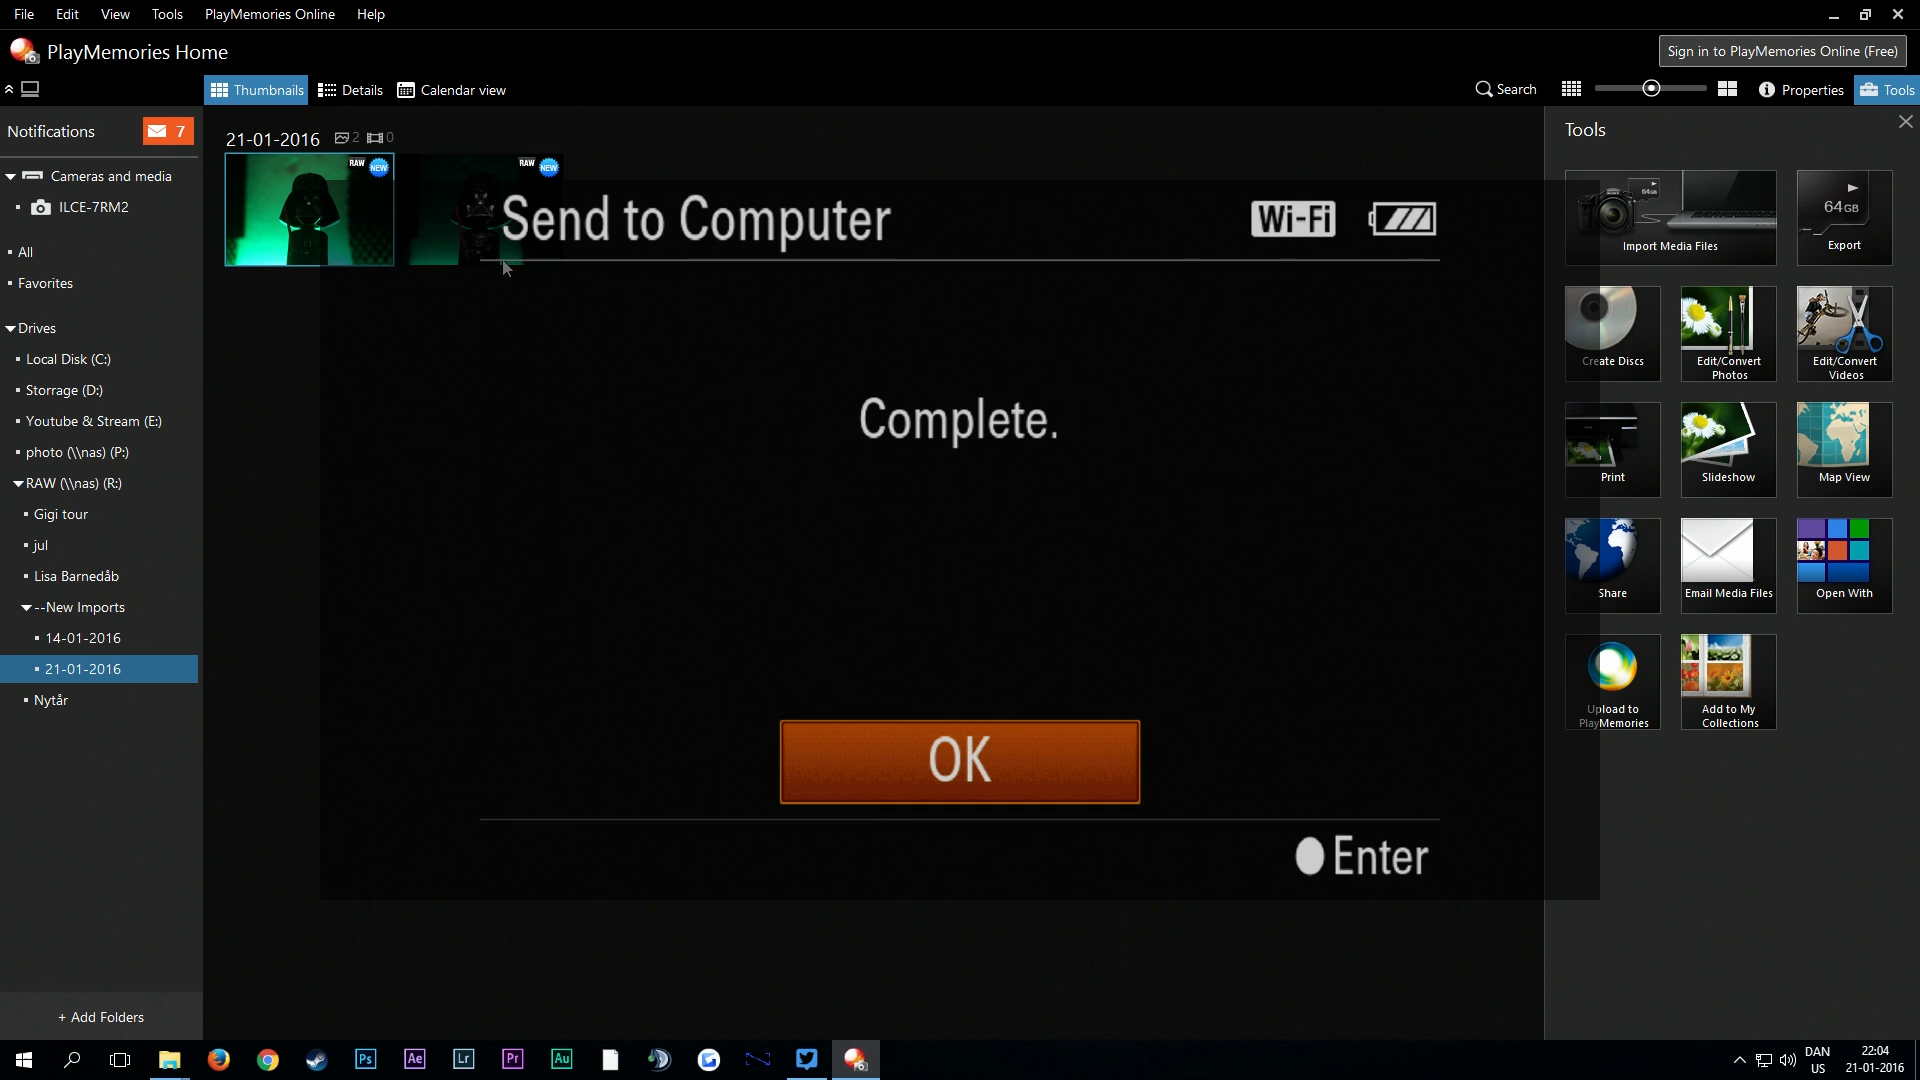 File Edit View Tools PlayMemories Online Help
PlayMemories Home
Sign in to PlayMemories Online (Free)
Thumbnails Details Calendar view
Search Properties Tools
Notifications 7
Cameras and media
ILCE-7RM2
All
Favorites
Drives
Local Disk (C:)
Storrage (D:)
Youtube & Stream (E:)
photo (\\nas) (P:)
RAW (\\nas) (R:)
Gigi tour
jul
Lisa Barnedåb
--New Imports
14-01-2016
21-01-2016
Nytår
+ Add Folders
21-01-2016 2 0
RAW NEW RAW NEW
Send to Computer Wi-Fi
Complete.
OK
Enter
Tools
Import Media Files
64GB
Export
Create Discs
Edit/Convert
Photos
Edit/Convert
Videos
Print
Slideshow
Map View
Share
Email Media Files
Open With
Upload to
PlayMemories
Add to My
Collections
Ps Ae Lr Pr Au
DAN
US
22:04
21-01-2016